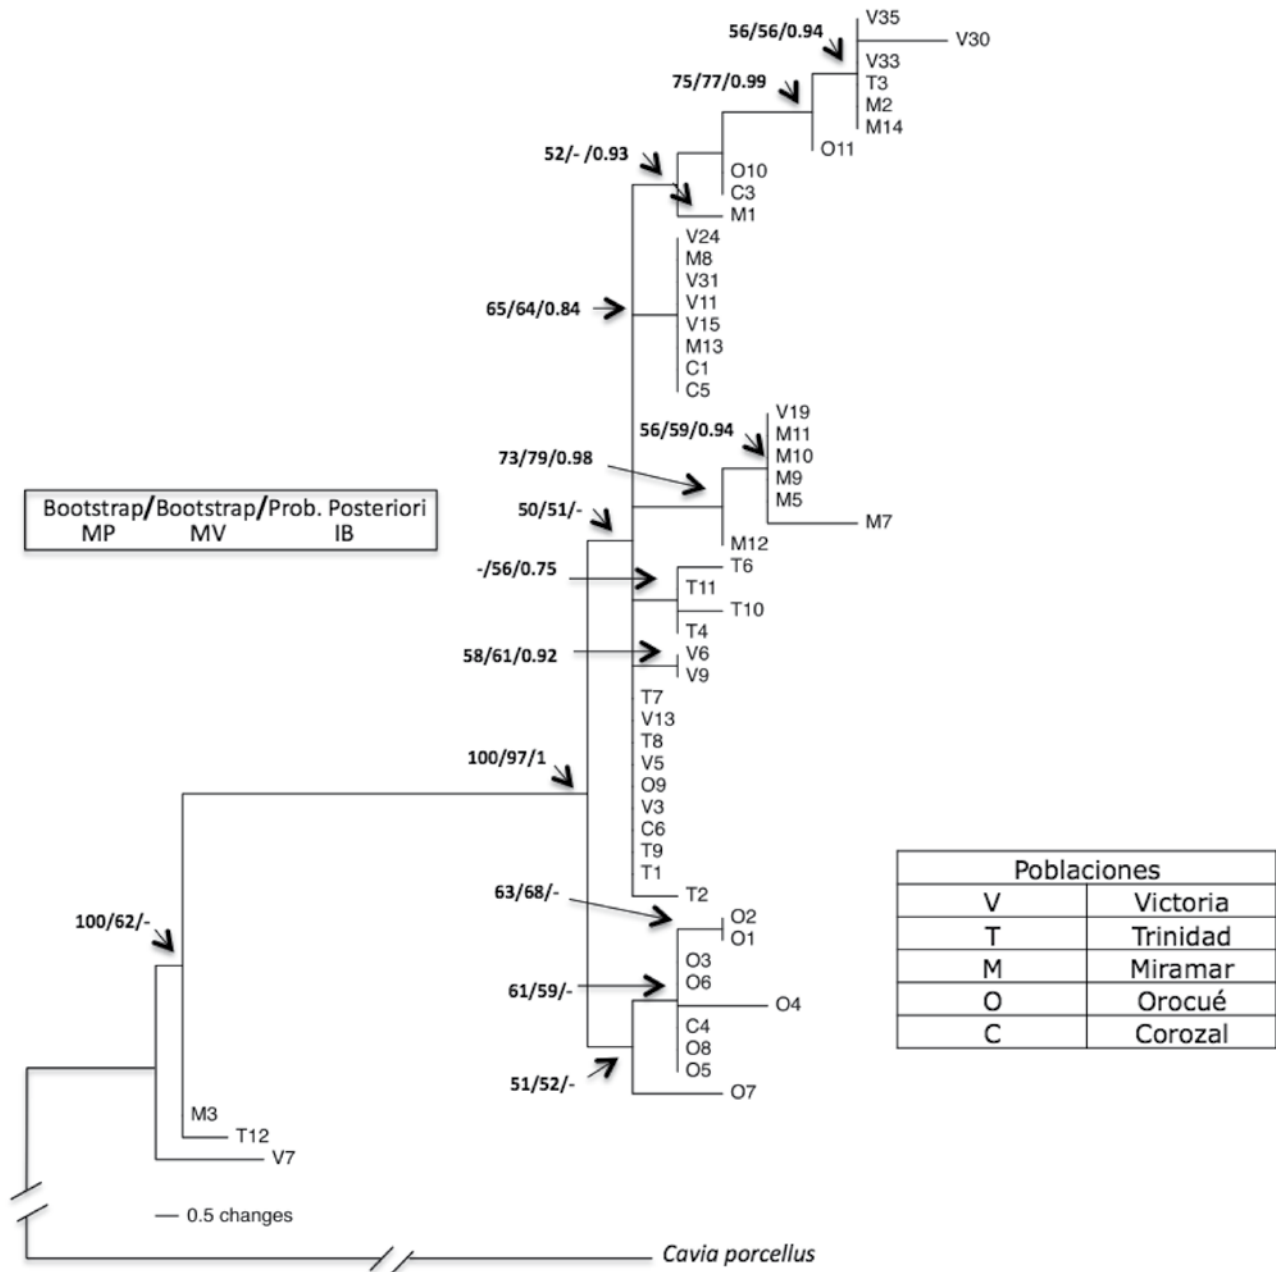 V35
56/56/0.94
V30
V33
75/77/0.99
T3
M2
M14
O11
52/- /0.93
O10
C3
M1
V24
M8
V31
V11
65/64/0.84
V15
M13
C1
C5
V19
56/59/0.94
M11
M10
73/79/0.98
M9
M5
M7
Bootstrap/Bootstrap/Prob. Posteriori
MP MV IB
50/51/-
M12
-/56/0.75
T6
T11
T10
T4
58/61/0.92
V6
V9
T7
V13
T8
100/97/1
V5
O9
V3
C6
T9
T1
63/68/-
T2
100/62/-
O2
O1
O3
61/59/-
O6
O4
C4
O8
O5
51/52/-
O7
Poblaciones
V Victoria
T Trinidad
M Miramar
O Orocué
C Corozal
M3
T12
V7
0.5 changes
Cavia porcellus